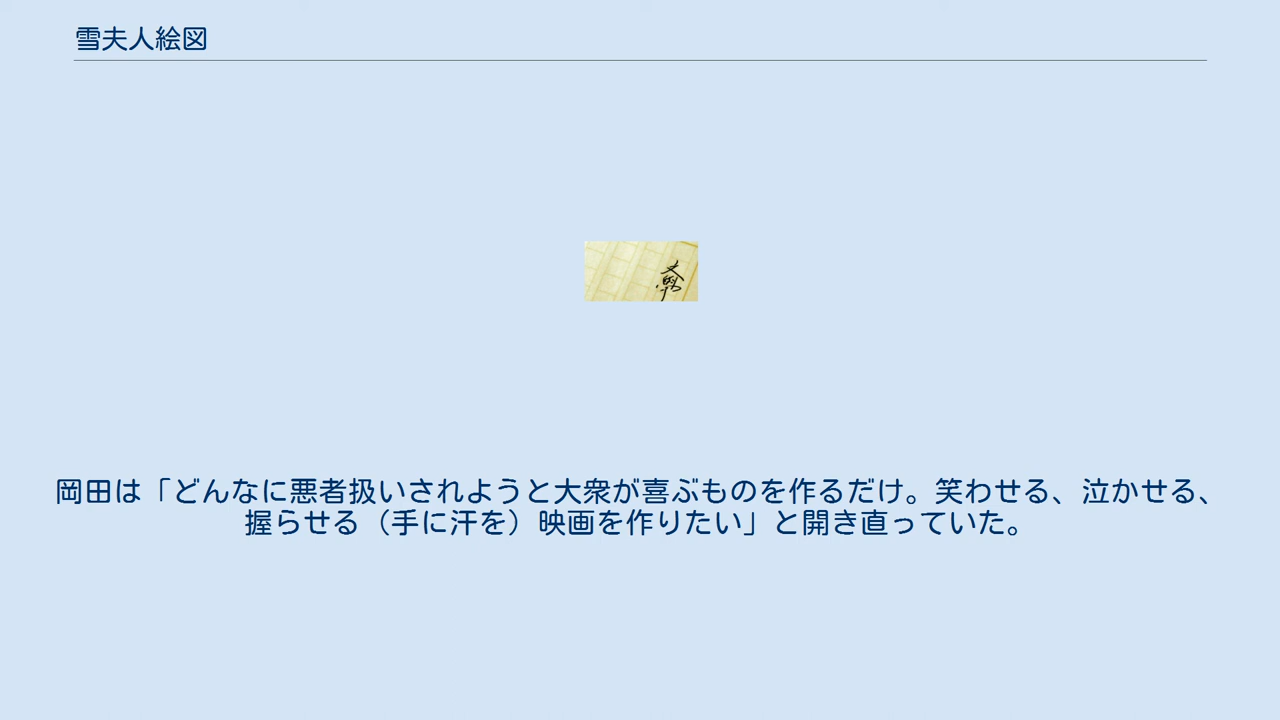 雪夫人絵図
岡田は「どんなに悪者扱いされようと大衆が喜ぶものを作るだけ。笑わせる、泣かせる、
握らせる（手に汗を）映画を作りたい」と開き直っていた。